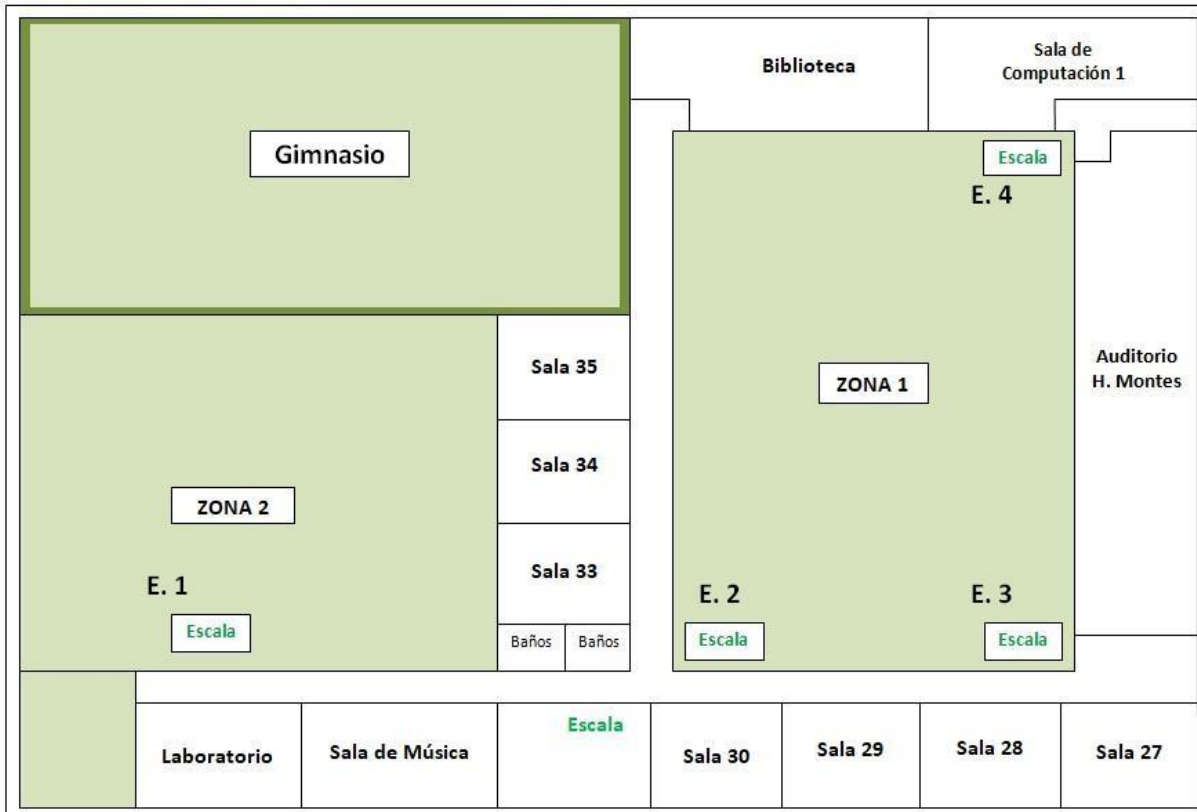 Biblioteca
Sala de
Computación 1
Gimnasio
Escala
E. 4
Sala 35
Auditorio
H. Montes
ZONA 1
Sala 34
ZONA 2
Sala 33
E. 1
E. 2
E. 3
Escala
Baños
Baños
Escala
Escala
Escala
Laboratorio
Sala de Música
Sala 30
Sala 29
Sala 28
Sala 27